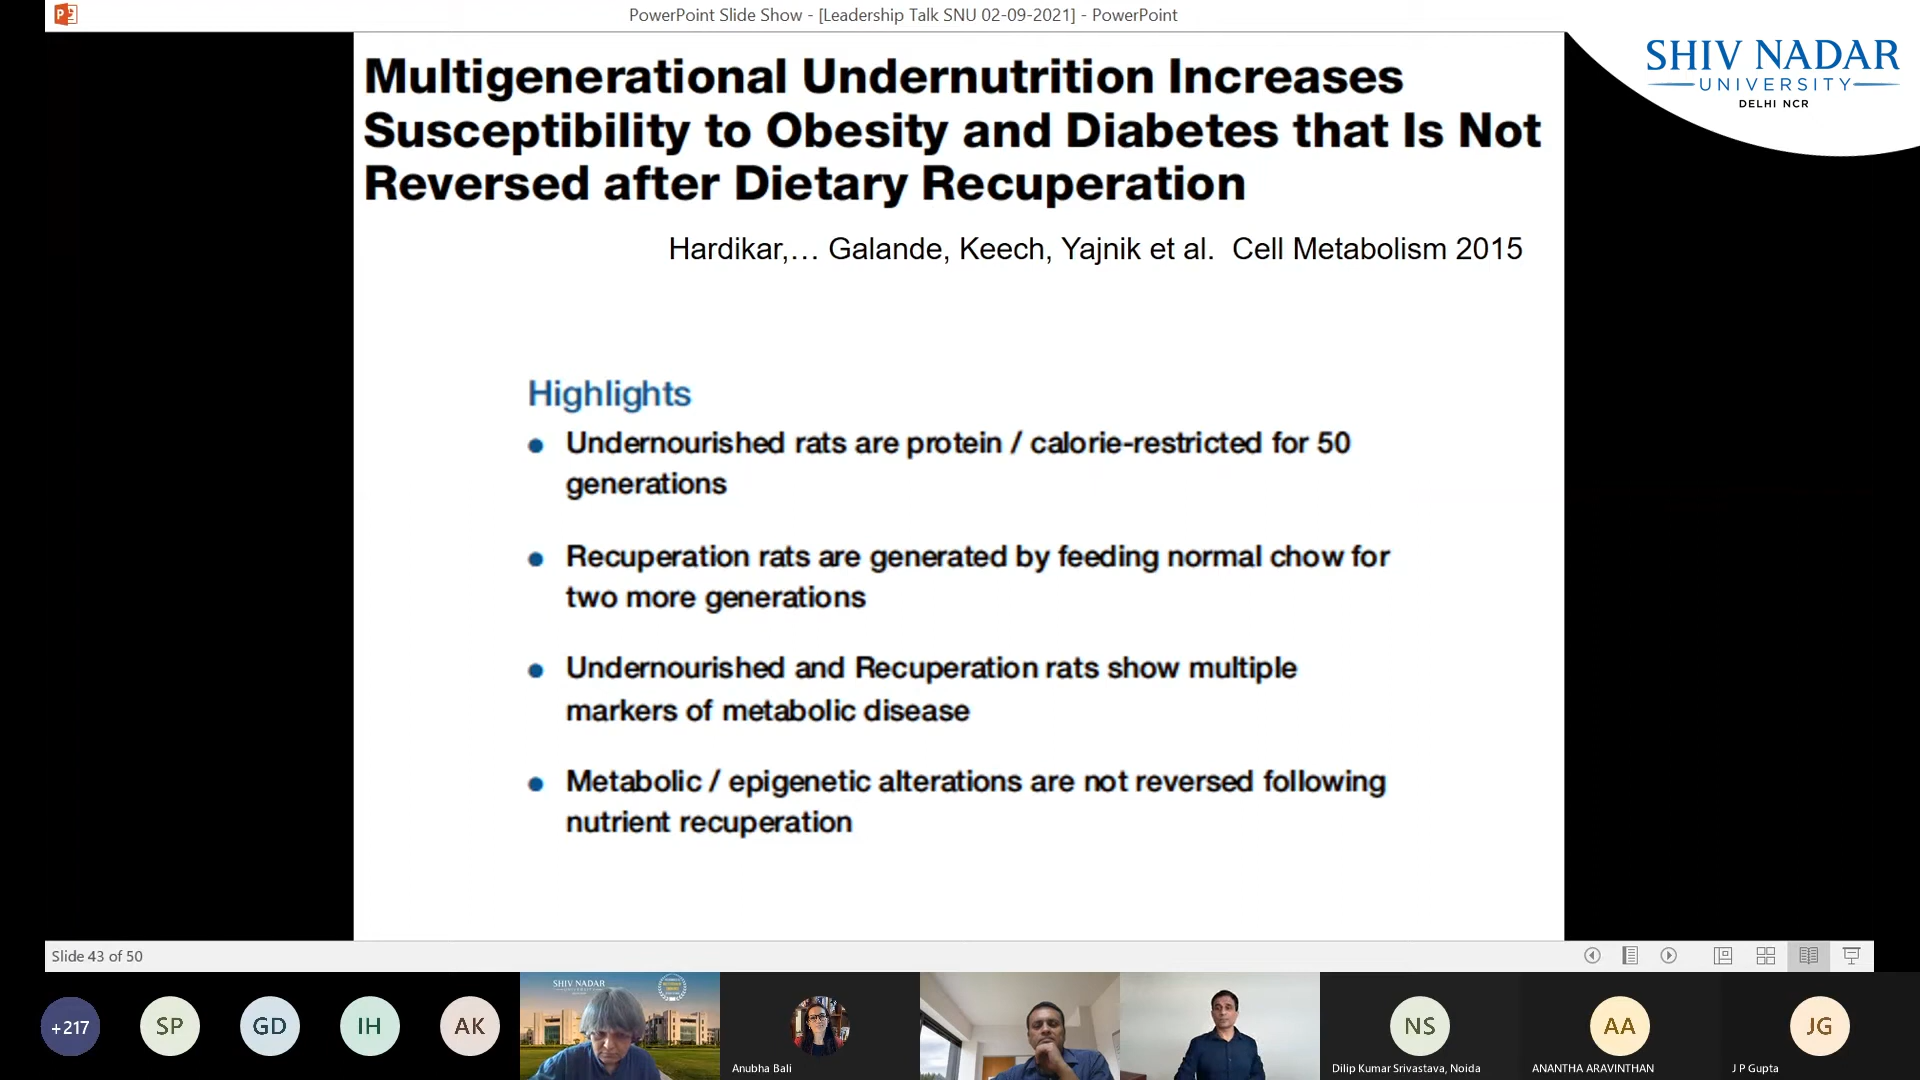 PowerPoint Slide Show - [Leadership Talk SNU 02-09-2021] - PowerPoint
SHIV NADAR
UNIVERSITY
DELHI NCR
Multigenerational Undernutrition Increases
Susceptibility to Obesity and Diabetes that Is Not
Reversed after Dietary Recuperation
Hardikar,... Galande, Keech, Yajnik et al.  Cell Metabolism 2015
Highlights
• Undernourished rats are protein / calorie-restricted for 50
generations
• Recuperation rats are generated by feeding normal chow for
two more generations
• Undernourished and Recuperation rats show multiple
markers of metabolic disease
• Metabolic / epigenetic alterations are not reversed following
nutrient recuperation
Slide 43 of 50
+217
SP
GD
IH
AK
SHIV NADAR
Anubha Bali
NS
Dilip Kumar Srivastava, Noida
AA
ANANTHA ARAVINTHAN
JG
J P Gupta